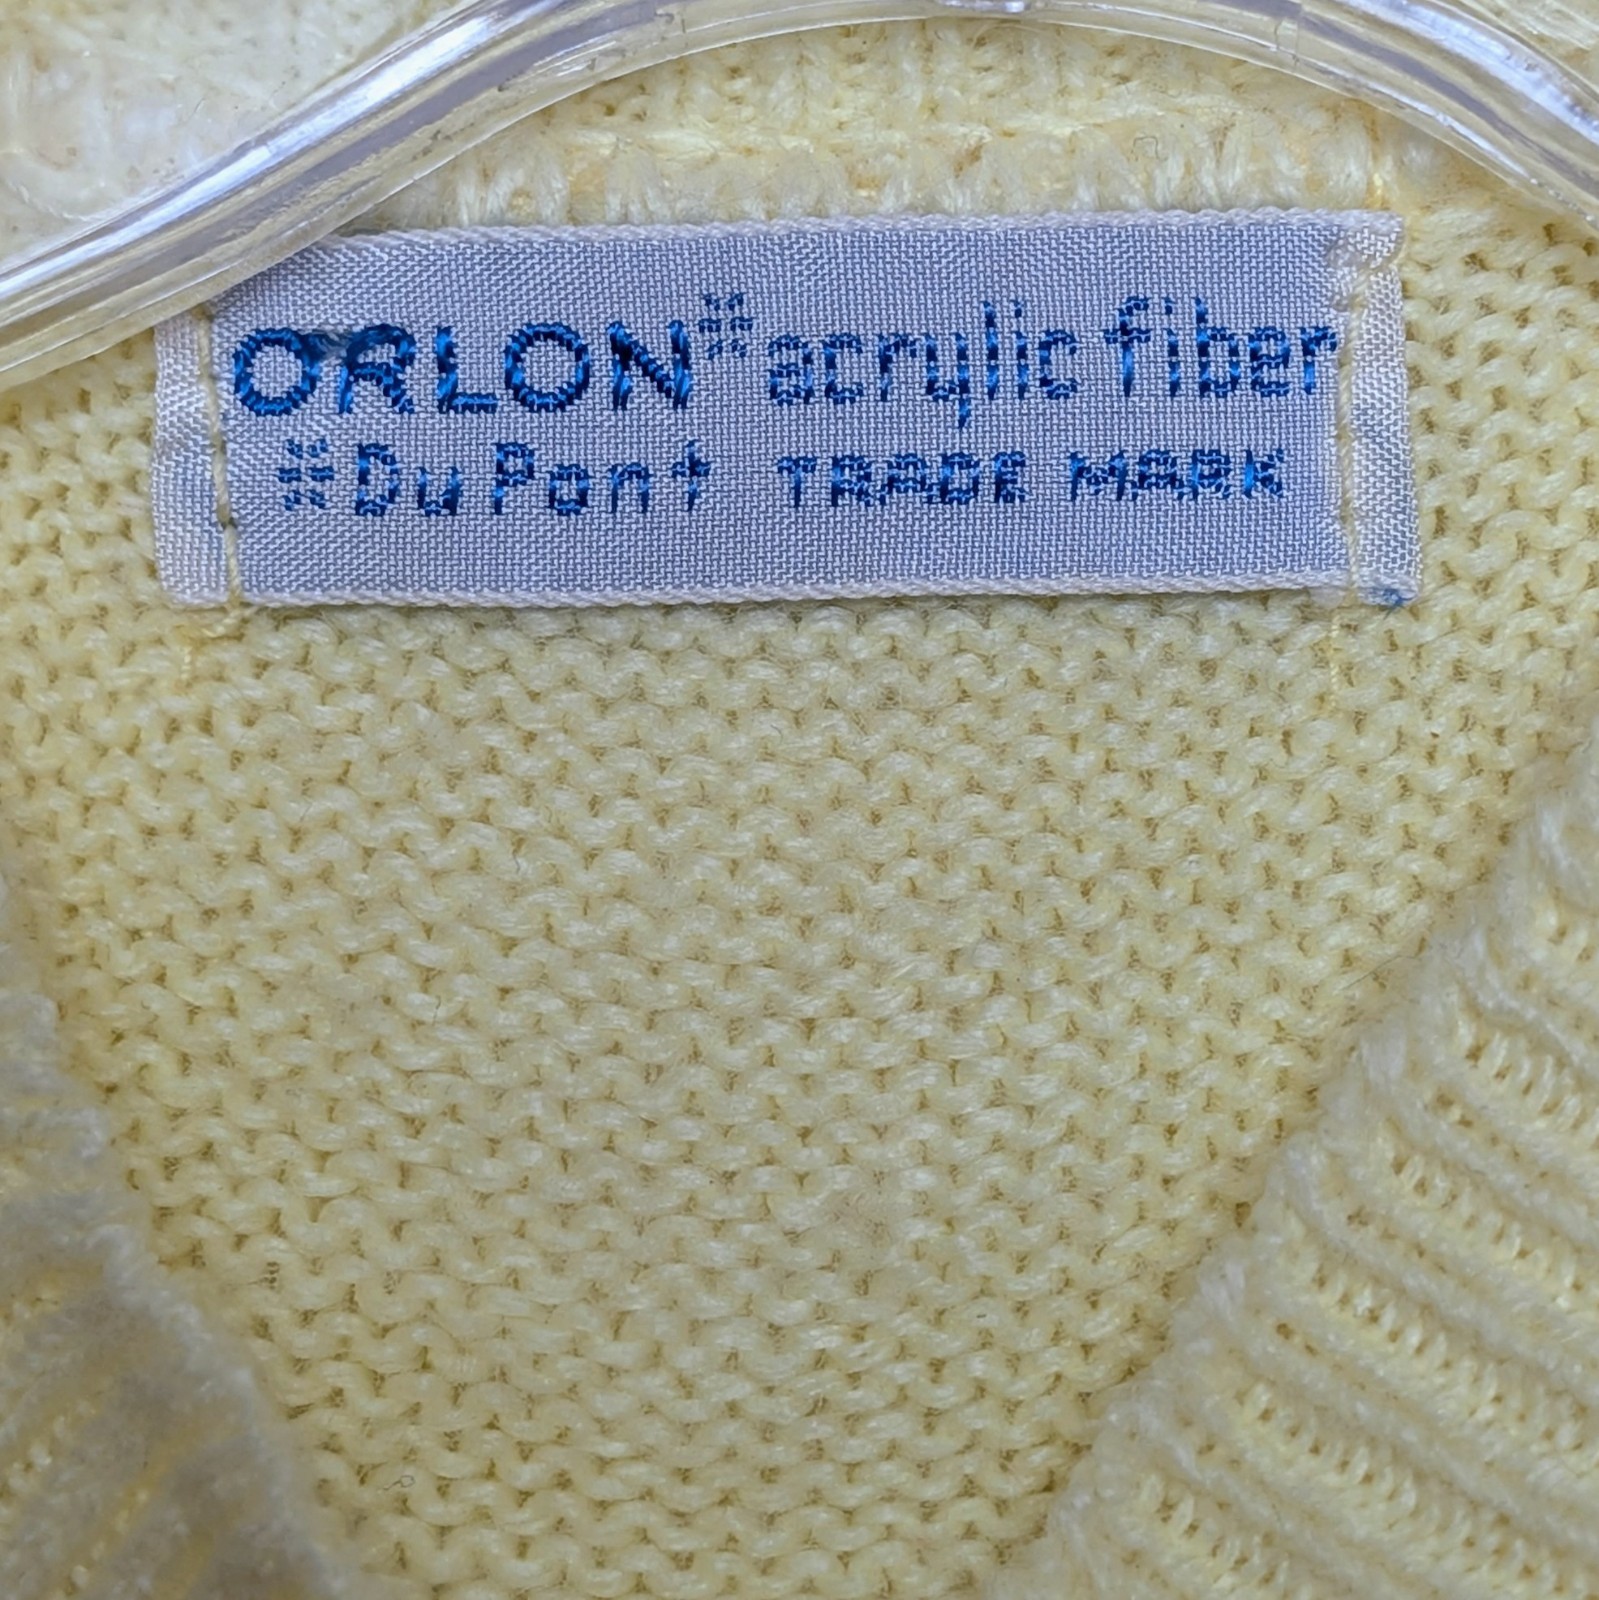 ORLON* acrylic fiber
*Du Pont TRADE MARK